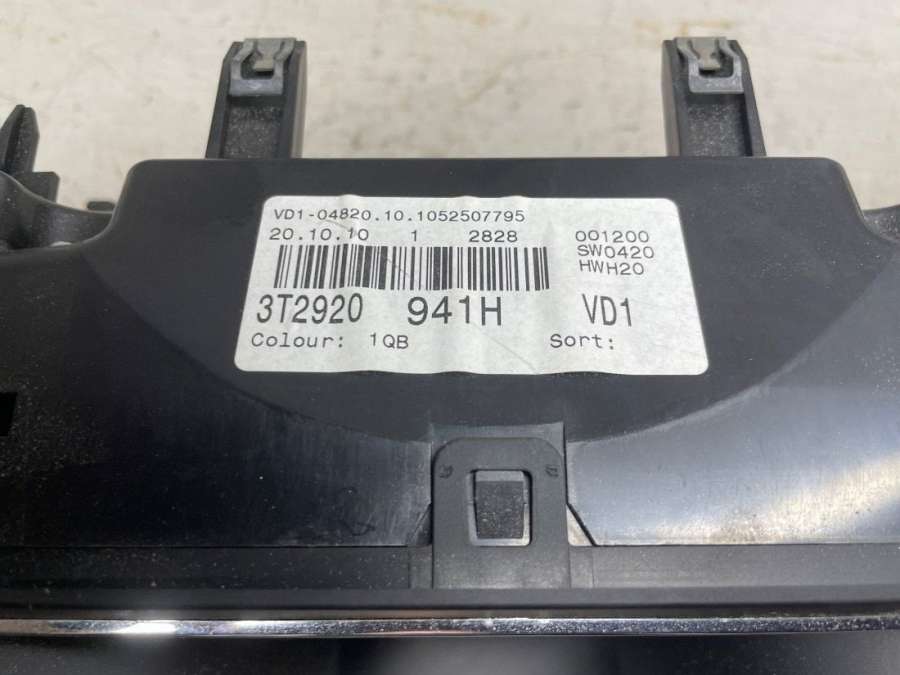 VD1-04820.10.1052507795
20.10.10 1 2828 001200
SW0420
HWH20
3T2920 941H VD1
Colour: 1QB Sort: